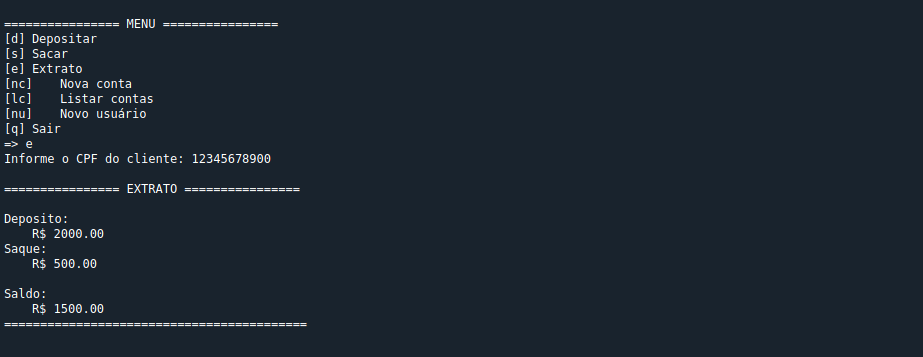 ================ MENU ================
[d] Depositar
[s] Sacar
[e] Extrato
[nc]    Nova conta
[lc]    Listar contas
[nu]    Novo usuário
[q] Sair
=> e
Informe o CPF do cliente: 12345678900
================ EXTRATO ================
Deposito:
    R$ 2000.00
Saque:
    R$ 500.00
Saldo:
    R$ 1500.00
==========================================